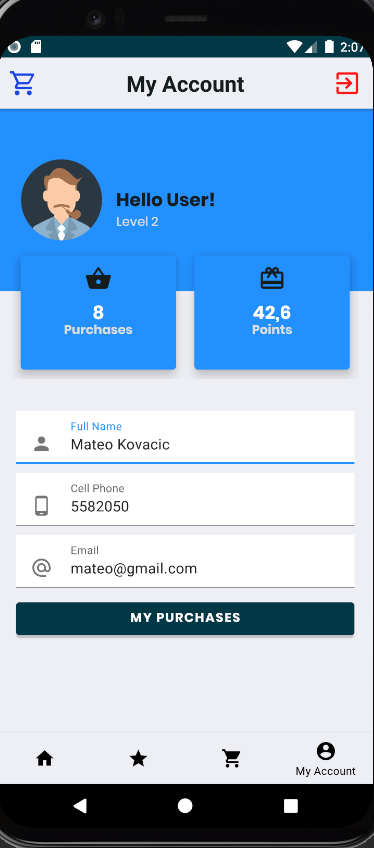 2:07
My Account
Hello User!
Level 2
8
Purchases
42,6
Points
Full Name
Mateo Kovacic
Cell Phone
5582050
Email
mateo@gmail.com
MY PURCHASES
My Account